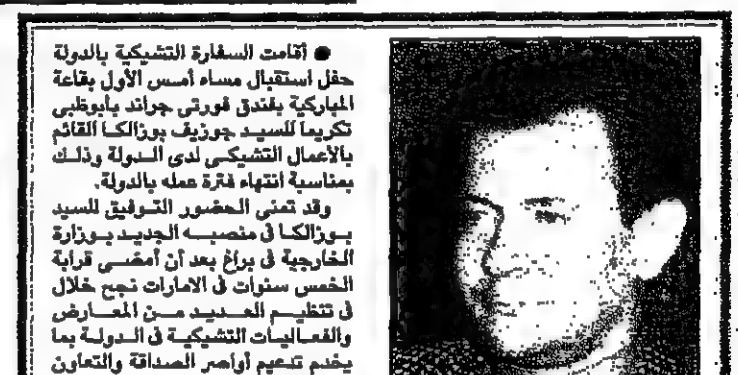 ● أقامت السفارة التشيكية بالدولة
حفل استقبال مساء أمس الأول بقاعة
المباركية بفندق فورتي جراند بابوظبي
تكريما للسيد جوزيف بوزالكا القائم
بالأعمال التشيكي لدى الدولة وذلك
بمناسبة انتهاء فترة عمله بالدولة.
وقد تمنى الحضور التوفيق للسيد
بوزالكا في منصبه الجديد بوزارة
الخارجية في براغ بعد أن أمضى قرابة
الخمس سنوات في الامارات نجح خلال
في تنظيم العديد من المعارض
والفعاليات التشيكية في الدولة بما
يخدم تدعيم أواصر الصداقة والتعاون